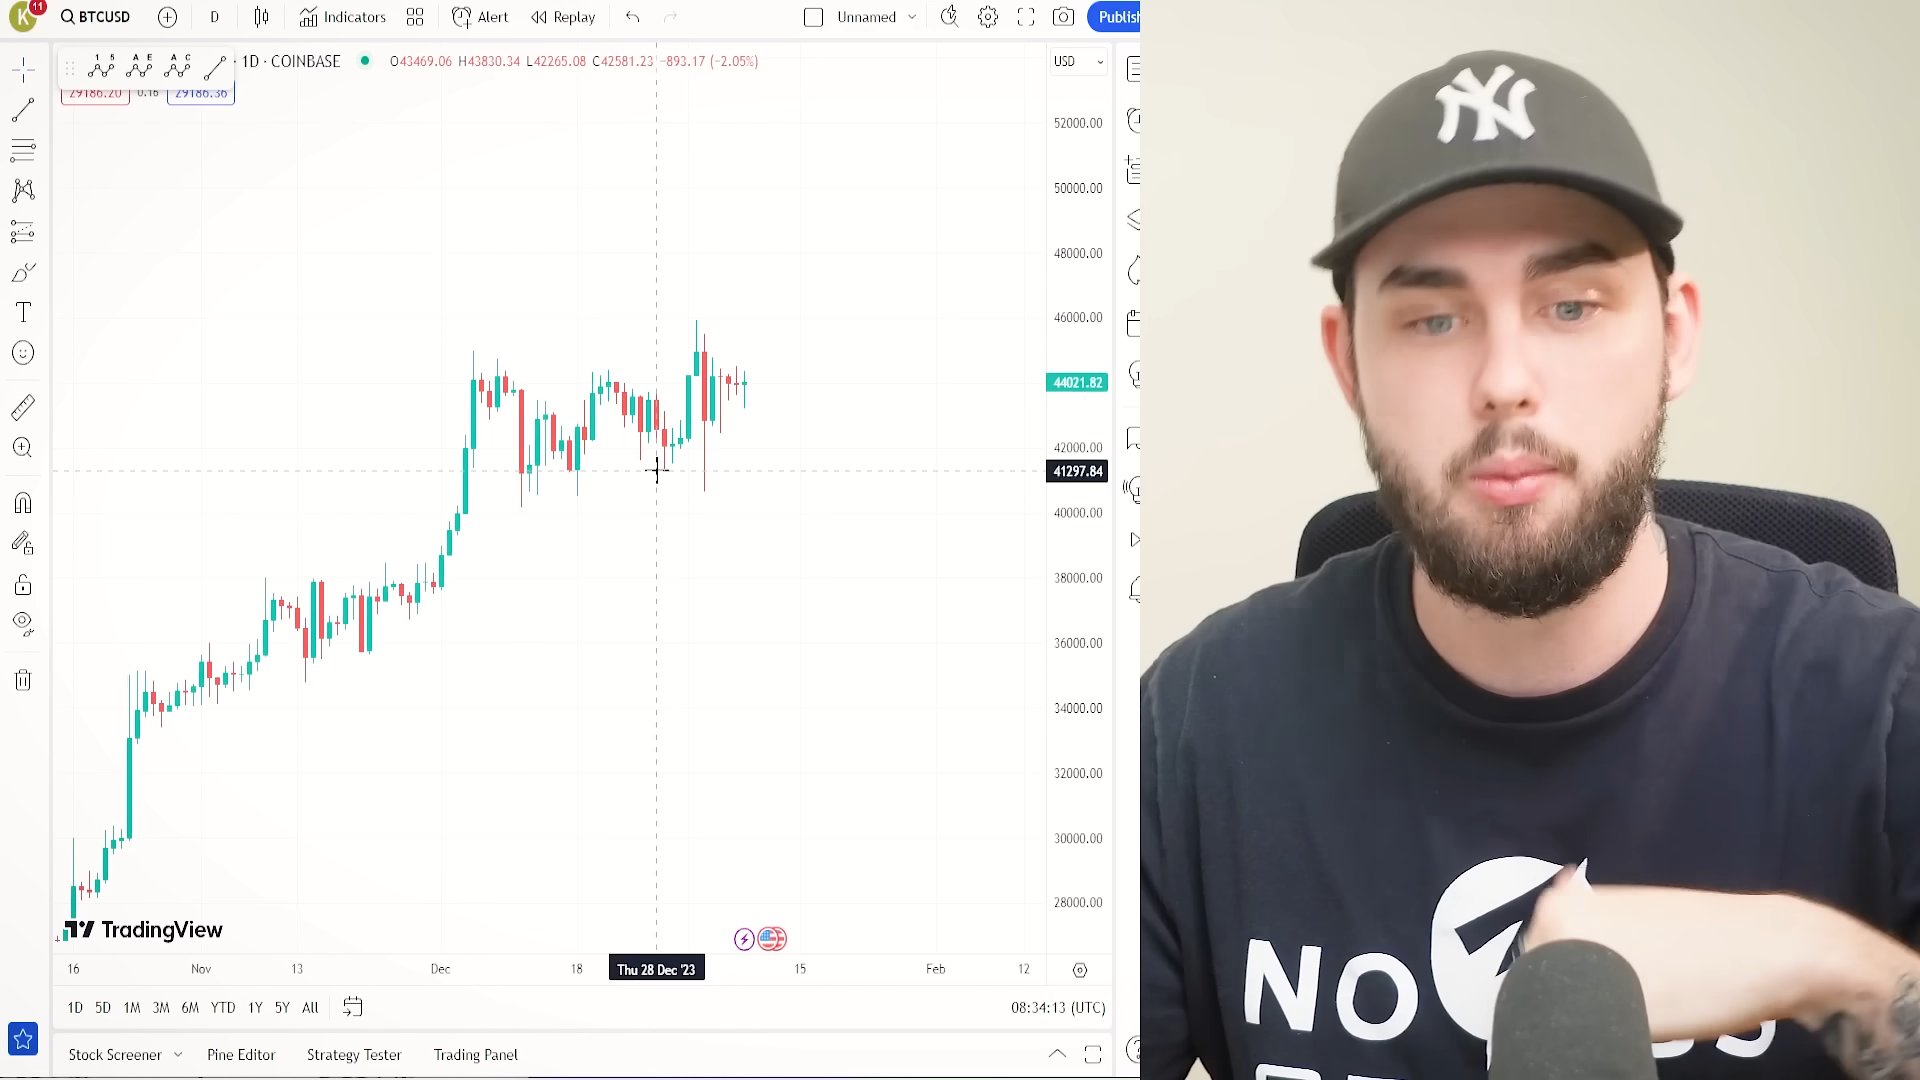 K 11 BTCUSD D Indicators Alert Replay Unnamed Publish
1 5 A E A C 1D · COINBASE O43469.06 H43830.34 L42265.08 C42581.23 −893.17 (−2.05%) USD
29186.20 0.16 29186.36
52000.00
50000.00
48000.00
46000.00
44021.82
42000.00
41297.84
40000.00
38000.00
36000.00
34000.00
32000.00
30000.00
28000.00
TradingView
16 Nov 13 Dec 18 Thu 28 Dec '23 15 Feb 12
1D 5D 1M 3M 6M YTD 1Y 5Y All 08:34:13 (UTC)
Stock Screener Pine Editor Strategy Tester Trading Panel
NY
NO